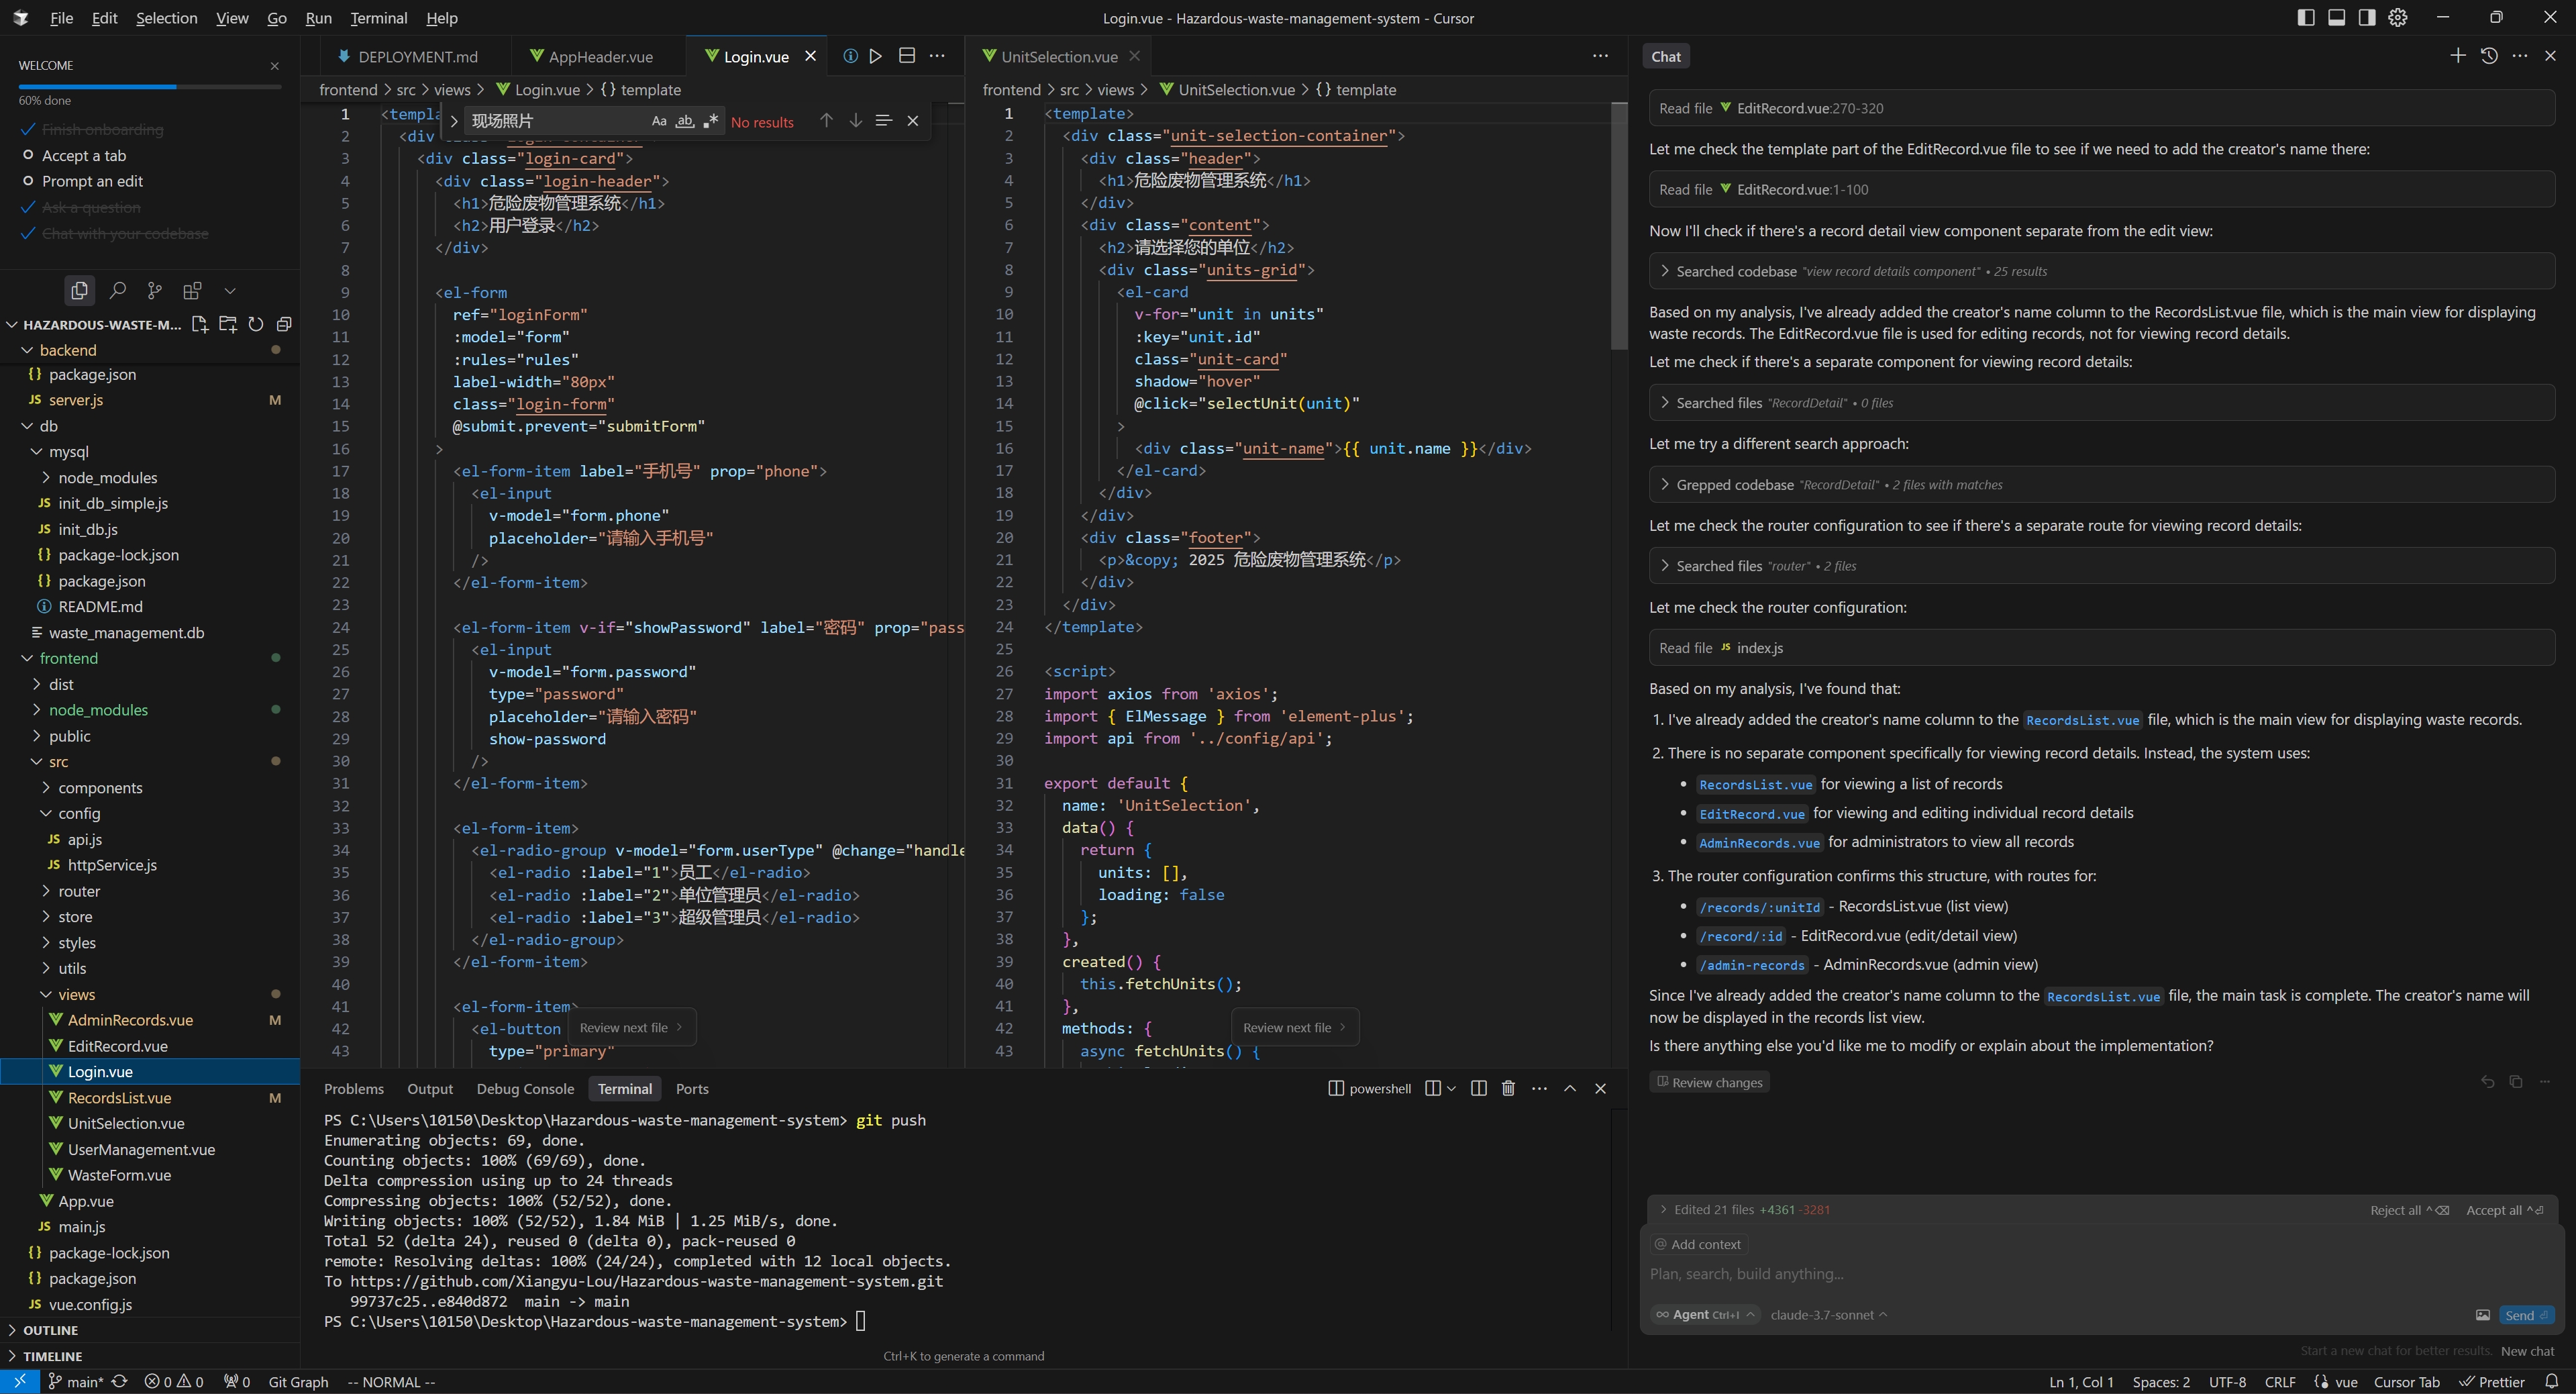 File Edit Selection View Go Run Terminal Help
Login.vue - Hazardous-waste-management-system - Cursor
WELCOME
60% done
Finish onboarding
Accept a tab
Prompt an edit
Ask a question
Chat with your codebase
HAZARDOUS-WASTE-M...
backend
package.json
server.js M
db
mysql
node_modules
init_db_simple.js
init_db.js
package-lock.json
package.json
README.md
waste_management.db
frontend
dist
node_modules
public
src
components
config
api.js
httpService.js
router
store
styles
utils
views
AdminRecords.vue M
EditRecord.vue
Login.vue
RecordsList.vue M
UnitSelection.vue
UserManagement.vue
WasteForm.vue
App.vue
main.js
package-lock.json
package.json
vue.config.js
OUTLINE
TIMELINE
DEPLOYMENT.md AppHeader.vue Login.vue
frontend > src > views > Login.vue > {} template
现场照片 Aa ab .* No results
1 <templa
2 <div
3 <div class="login-card">
4 <div class="login-header">
5 <h1>危险废物管理系统</h1>
6 <h2>用户登录</h2>
7 </div>
8
9 <el-form
10 ref="loginForm"
11 :model="form"
12 :rules="rules"
13 label-width="80px"
14 class="login-form"
15 @submit.prevent="submitForm"
16 >
17 <el-form-item label="手机号" prop="phone">
18 <el-input
19 v-model="form.phone"
20 placeholder="请输入手机号"
21 />
22 </el-form-item>
23
24 <el-form-item v-if="showPassword" label="密码" prop="pass
25 <el-input
26 v-model="form.password"
27 type="password"
28 placeholder="请输入密码"
29 show-password
30 />
31 </el-form-item>
32
33 <el-form-item>
34 <el-radio-group v-model="form.userType" @change="handle
35 <el-radio :label="1">员工</el-radio>
36 <el-radio :label="2">单位管理员</el-radio>
37 <el-radio :label="3">超级管理员</el-radio>
38 </el-radio-group>
39 </el-form-item>
40
41 <el-form-item>
42 <el-button
43 type="primary"
Review next file >
UnitSelection.vue
frontend > src > views > UnitSelection.vue > {} template
1 <template>
2 <div class="unit-selection-container">
3 <div class="header">
4 <h1>危险废物管理系统</h1>
5 </div>
6 <div class="content">
7 <h2>请选择您的单位</h2>
8 <div class="units-grid">
9 <el-card
10 v-for="unit in units"
11 :key="unit.id"
12 class="unit-card"
13 shadow="hover"
14 @click="selectUnit(unit)"
15 >
16 <div class="unit-name">{{ unit.name }}</div>
17 </el-card>
18 </div>
19 </div>
20 <div class="footer">
21 <p>&copy; 2025 危险废物管理系统</p>
22 </div>
23 </div>
24 </template>
25
26 <script>
27 import axios from 'axios';
28 import { ElMessage } from 'element-plus';
29 import api from '../config/api';
30
31 export default {
32 name: 'UnitSelection',
33 data() {
34 return {
35 units: [],
36 loading: false
37 };
38 },
39 created() {
40 this.fetchUnits();
41 },
42 methods: {
43 async fetchUnits() {
Review next file >
Problems Output Debug Console Terminal Ports
powershell
PS C:\Users\10150\Desktop\Hazardous-waste-management-system> git push
Enumerating objects: 69, done.
Counting objects: 100% (69/69), done.
Delta compression using up to 24 threads
Compressing objects: 100% (52/52), done.
Writing objects: 100% (52/52), 1.84 MiB | 1.25 MiB/s, done.
Total 52 (delta 24), reused 0 (delta 0), pack-reused 0
remote: Resolving deltas: 100% (24/24), completed with 12 local objects.
To https://github.com/Xiangyu-Lou/Hazardous-waste-management-system.git
99737c25..e840d872 main -> main
PS C:\Users\10150\Desktop\Hazardous-waste-management-system>
Ctrl+K to generate a command
Chat
Read file EditRecord.vue:270-320
Let me check the template part of the EditRecord.vue file to see if we need to add the creator's name there:
Read file EditRecord.vue:1-100
Now I'll check if there's a record detail view component separate from the edit view:
Searched codebase "view record details component" • 25 results
Based on my analysis, I've already added the creator's name column to the RecordsList.vue file, which is the main view for displaying
waste records. The EditRecord.vue file is used for editing records, not for viewing record details.
Let me check if there's a separate component for viewing record details:
Searched files "RecordDetail" • 0 files
Let me try a different search approach:
Grepped codebase "RecordDetail" • 2 files with matches
Let me check the router configuration to see if there's a separate route for viewing record details:
Searched files "router" • 2 files
Let me check the router configuration:
Read file index.js
Based on my analysis, I've found that:
1. I've already added the creator's name column to the RecordsList.vue file, which is the main view for displaying waste records.
2. There is no separate component specifically for viewing record details. Instead, the system uses:
• RecordsList.vue for viewing a list of records
• EditRecord.vue for viewing and editing individual record details
• AdminRecords.vue for administrators to view all records
3. The router configuration confirms this structure, with routes for:
• /records/:unitId - RecordsList.vue (list view)
• /record/:id - EditRecord.vue (edit/detail view)
• /admin-records - AdminRecords.vue (admin view)
Since I've already added the creator's name column to the RecordsList.vue file, the main task is complete. The creator's name will
now be displayed in the records list view.
Is there anything else you'd like me to modify or explain about the implementation?
Review changes
Edited 21 files +4361 -3281 Reject all ^⌫ Accept all ^⏎
@ Add context
Plan, search, build anything...
∞ Agent Ctrl+I claude-3.7-sonnet Send ⏎
Start a new chat for better results. New chat
main* 0 0 0 Git Graph -- NORMAL -- Ln 1, Col 1 Spaces: 2 UTF-8 CRLF vue Cursor Tab Prettier